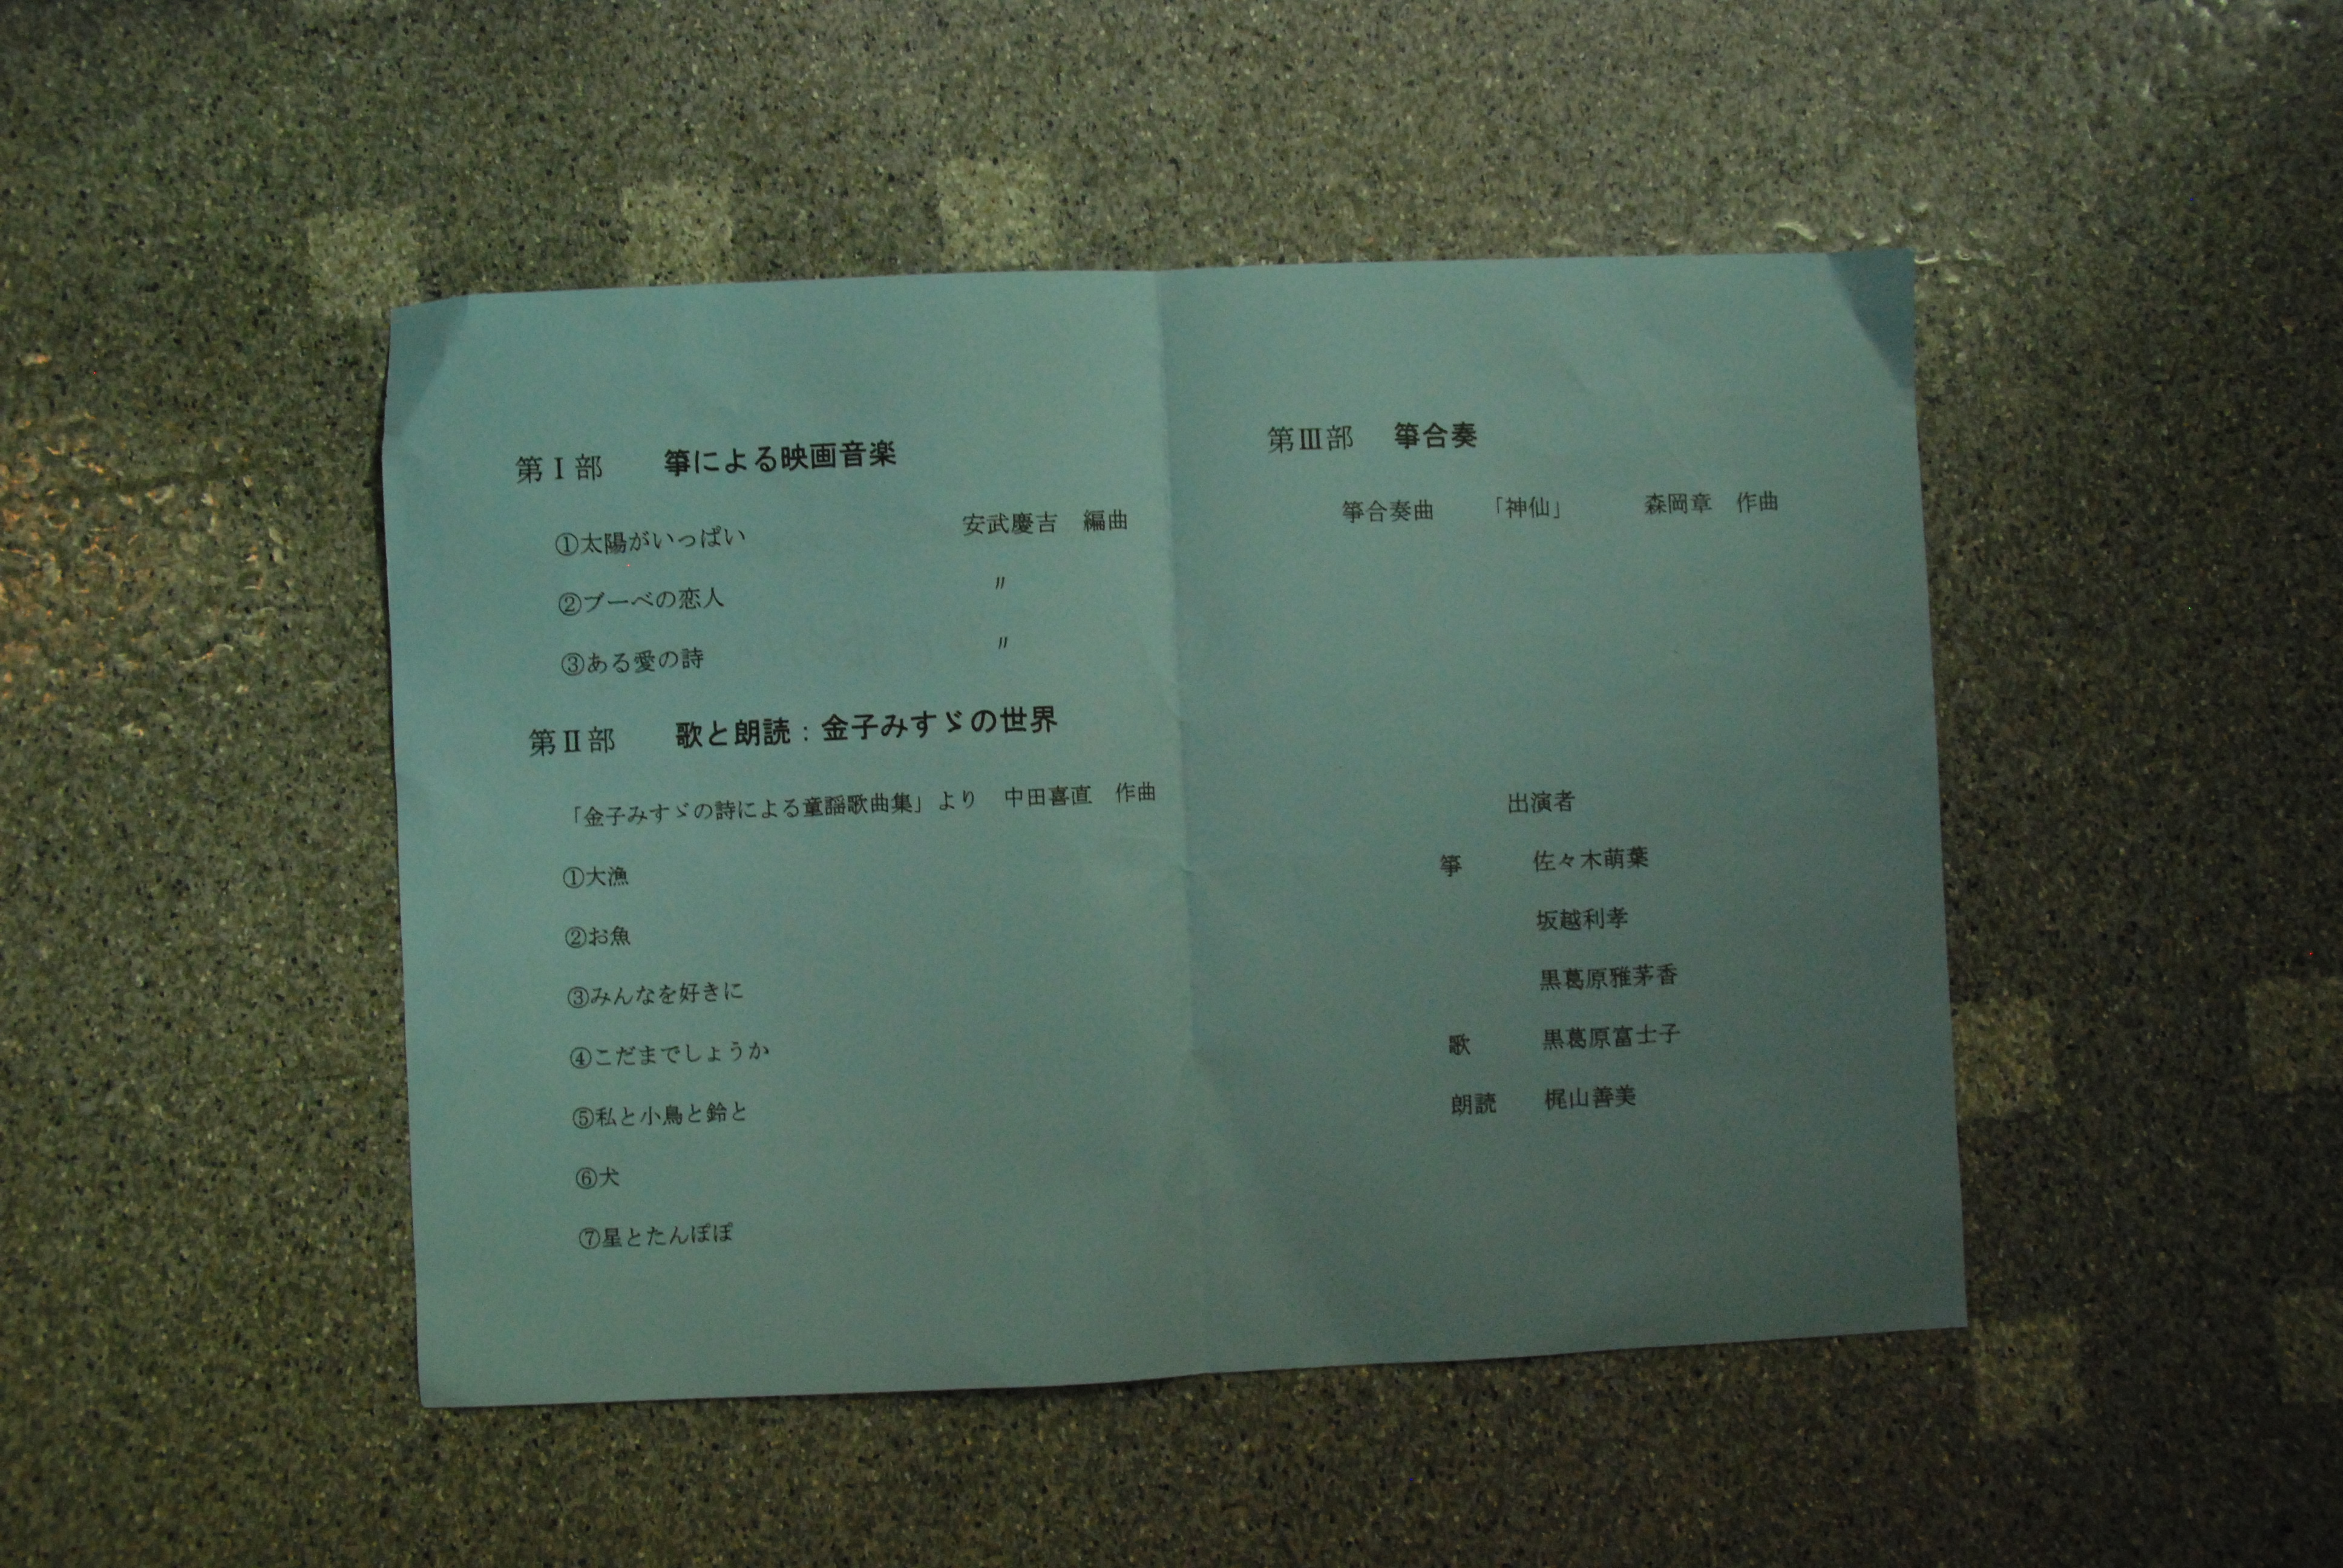 第Ⅰ部　箏による映画音楽
①太陽がいっぱい　安武慶吉　編曲
②ブーベの恋人　〃
③ある愛の詩　〃
第Ⅱ部　歌と朗読：金子みすゞの世界
「金子みすゞの詩による童謡歌曲集」より　中田喜直　作曲
①大漁
②お魚
③みんなを好きに
④こだまでしょうか
⑤私と小鳥と鈴と
⑥犬
⑦星とたんぽぽ
第Ⅲ部　箏合奏
箏合奏曲　「神仙」　森岡章　作曲
出演者
箏　佐々木萌葉
坂越利孝
黒葛原雅茅香
歌　黒葛原富士子
朗読　梶山善美